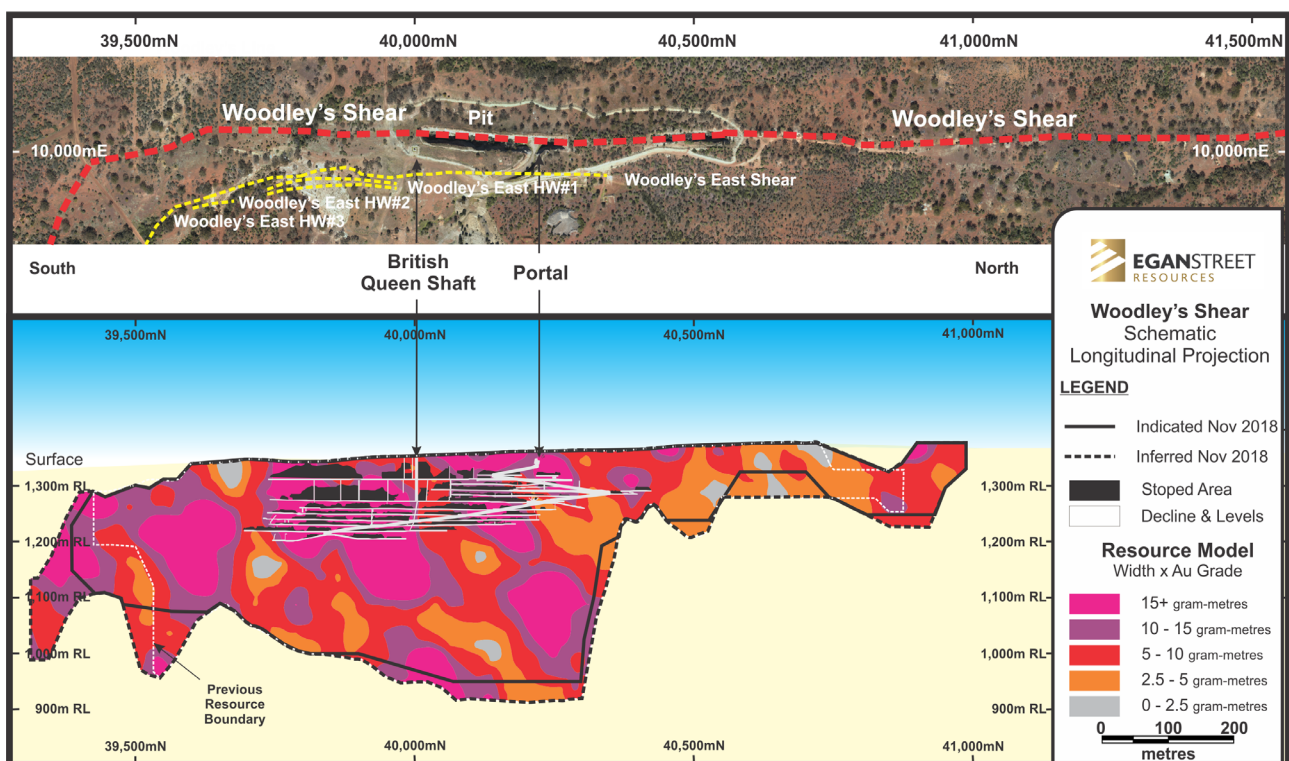 39,500mN 40,000mN 40,500mN 41,000mN 41,500mN
Woodley's Shear
Pit
Woodley's Shear
10,000mE
10,000mE
Woodley's East HW#1
Woodley's East Shear
Woodley's East HW#2
Woodley's East HW#3
South
British
Queen Shaft
Portal
North
39,500mN 40,000mN 40,500mN 41,000mN
Surface
1,300m RL
1,200m RL
1,100m RL
1,000m RL
900m RL
1,300m RL
1,200m RL
1,100m RL
1,000m RL
900m RL
Previous
Resource
Boundary
39,500mN 40,000mN 40,500mN 41,000mN
EGANSTREET
RESOURCES
Woodley's Shear
Schematic
Longitudinal Projection
LEGEND
Indicated Nov 2018
Inferred Nov 2018
Stoped Area
Decline & Levels
Resource Model
Width x Au Grade
15+ gram-metres
10 - 15 gram-metres
5 - 10 gram-metres
2.5 - 5 gram-metres
0 - 2.5 gram-metres
0 100 200
metres